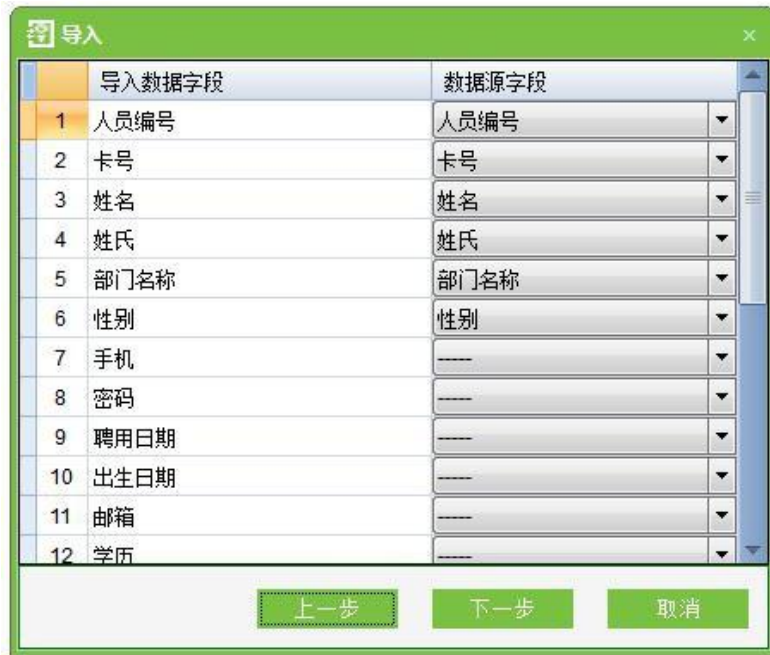 导入
导入数据字段 数据源字段
1 人员编号 人员编号
2 卡号 卡号
3 姓名 姓名
4 姓氏 姓氏
5 部门名称 部门名称
6 性别 性别
7 手机 -----
8 密码 -----
9 聘用日期 -----
10 出生日期 -----
11 邮箱 -----
12 学历 -----
上一步 下一步 取消